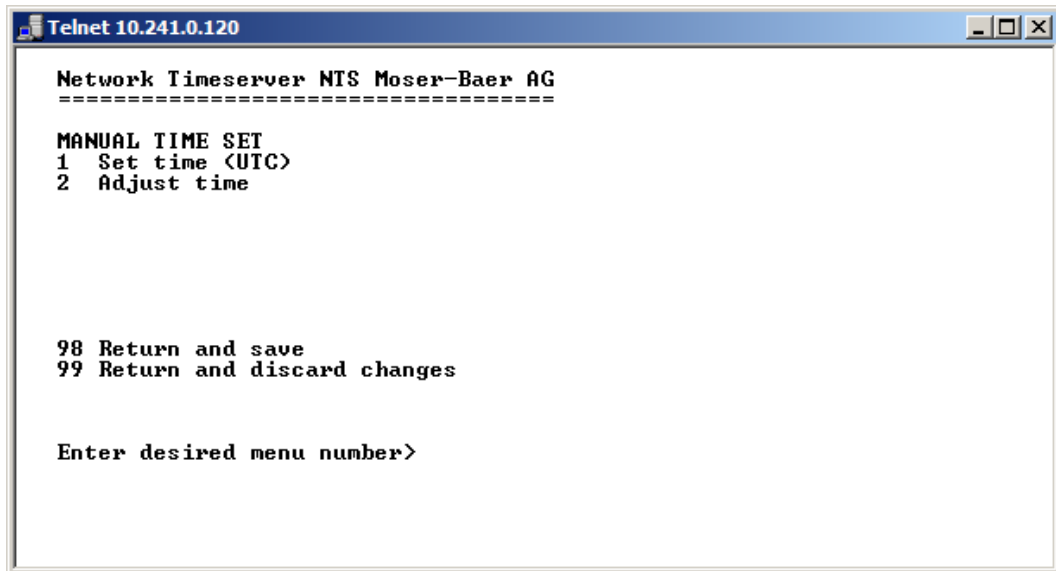 Telnet 10.241.0.120
Network Timeserver NTS Moser-Baer AG
====================================
MANUAL TIME SET
1 Set time (UTC)
2 Adjust time
98 Return and save
99 Return and discard changes
Enter desired menu number>